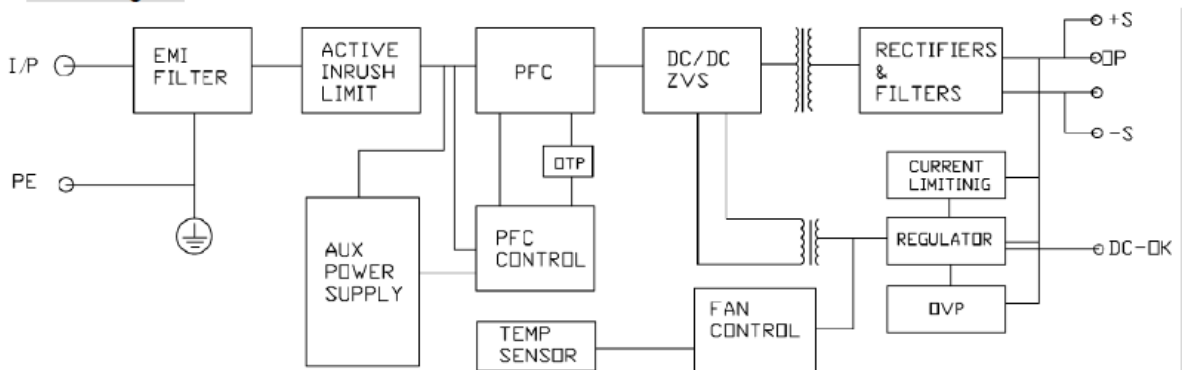 I/P
EMI
FILTER
ACTIVE
INRUSH
LIMIT
PFC
DC/DC
ZVS
RECTIFIERS
&
FILTERS
+S
OP
-S
PE
OTP
CURRENT
LIMITINIG
AUX
POWER
SUPPLY
PFC
CONTROL
REGULATOR
DC-OK
OVP
FAN
CONTROL
TEMP
SENSOR